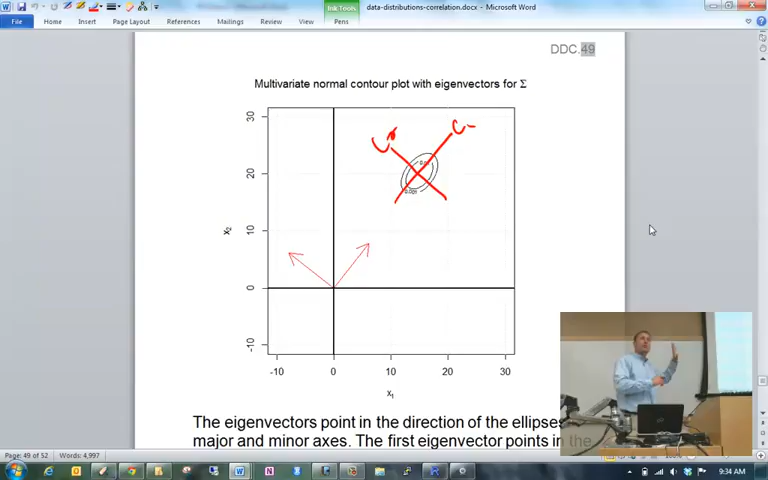 InkTools
data-distributions-correlation.docx - Microsoft Word
File
Home
Insert
Page Layout
References
Mailings
Review
View
Pens
DDC.49
Multivariate normal contour plot with eigenvectors for Σ
30
20
10
0
-10
x2
-10
0
10
20
30
x1
The eigenvectors point in the direction of the ellipses
major and minor axes. The first eigenvector points in the
Page: 49 of 52
Words: 4,997
9:34 AM